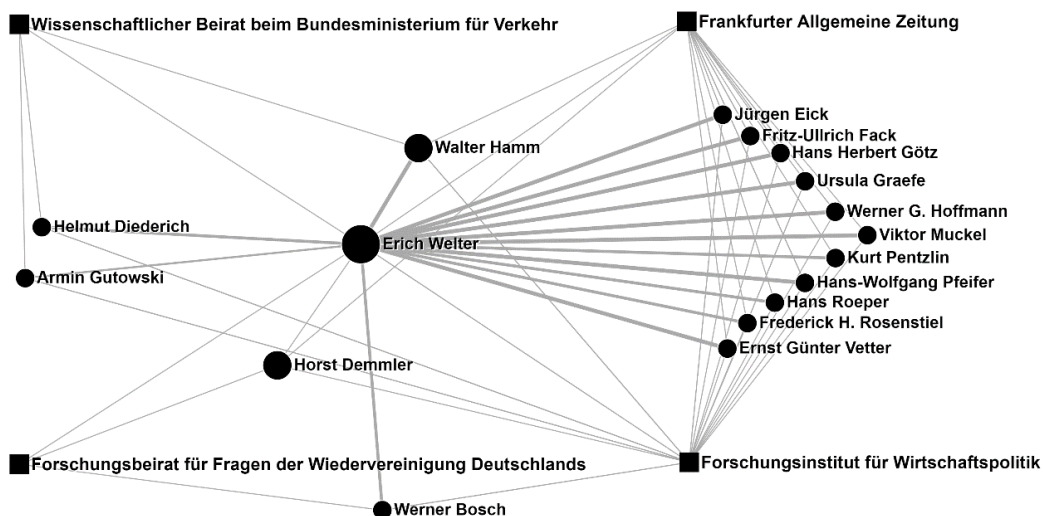 Wissenschaftlicher Beirat beim Bundesministerium für Verkehr
Frankfurter Allgemeine Zeitung
Jürgen Eick
Fritz-Ullrich Fack
Walter Hamm
Hans Herbert Götz
Ursula Graefe
Werner G. Hoffmann
Helmut Diederich
Viktor Muckel
Erich Welter
Kurt Pentzlin
Armin Gutowski
Hans-Wolfgang Pfeifer
Hans Roeper
Frederick H. Rosenstiel
Ernst Günter Vetter
Horst Demmler
Forschungsbeirat für Fragen der Wiedervereinigung Deutschlands
Forschungsinstitut für Wirtschaftspolitik
Werner Bosch